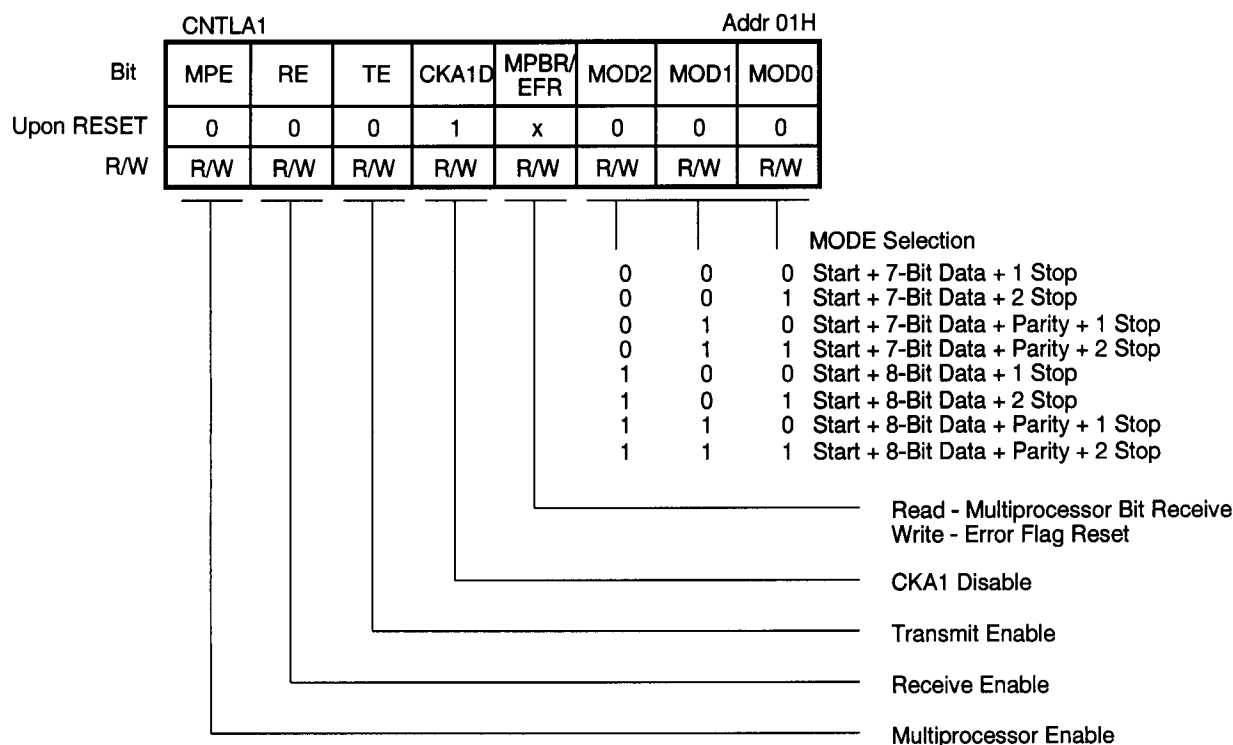 CNTLA1 Addr 01H
Bit MPE RE TE CKA1D MPBR/ EFR MOD2 MOD1 MOD0
Upon RESET 0 0 0 1 x 0 0 0
R/W R/W R/W R/W R/W R/W R/W R/W R/W
MODE Selection
0 0 0 Start + 7-Bit Data + 1 Stop
0 0 1 Start + 7-Bit Data + 2 Stop
0 1 0 Start + 7-Bit Data + Parity + 1 Stop
0 1 1 Start + 7-Bit Data + Parity + 2 Stop
1 0 0 Start + 8-Bit Data + 1 Stop
1 0 1 Start + 8-Bit Data + 2 Stop
1 1 0 Start + 8-Bit Data + Parity + 1 Stop
1 1 1 Start + 8-Bit Data + Parity + 2 Stop
Read - Multiprocessor Bit Receive
Write - Error Flag Reset
CKA1 Disable
Transmit Enable
Receive Enable
Multiprocessor Enable